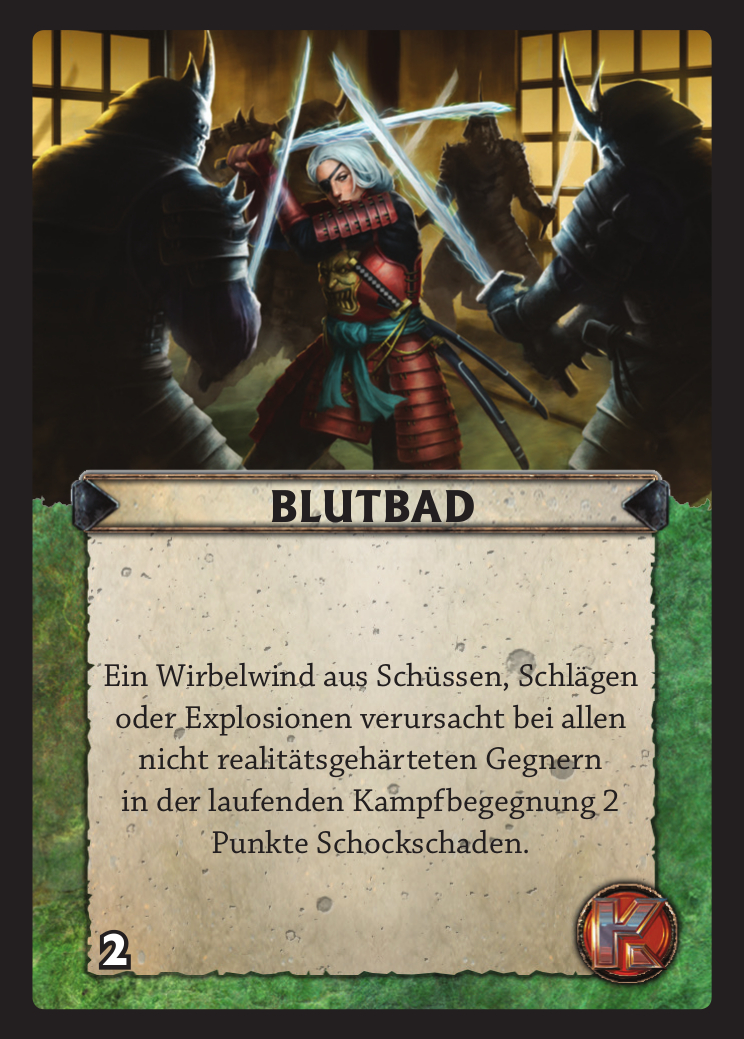 BLUTBAD
Ein Wirbelwind aus Schüssen, Schlägen
oder Explosionen verursacht bei allen
nicht realitätsgehärteten Gegnern
in der laufenden Kampfbegegnung 2
Punkte Schockschaden.
2
K